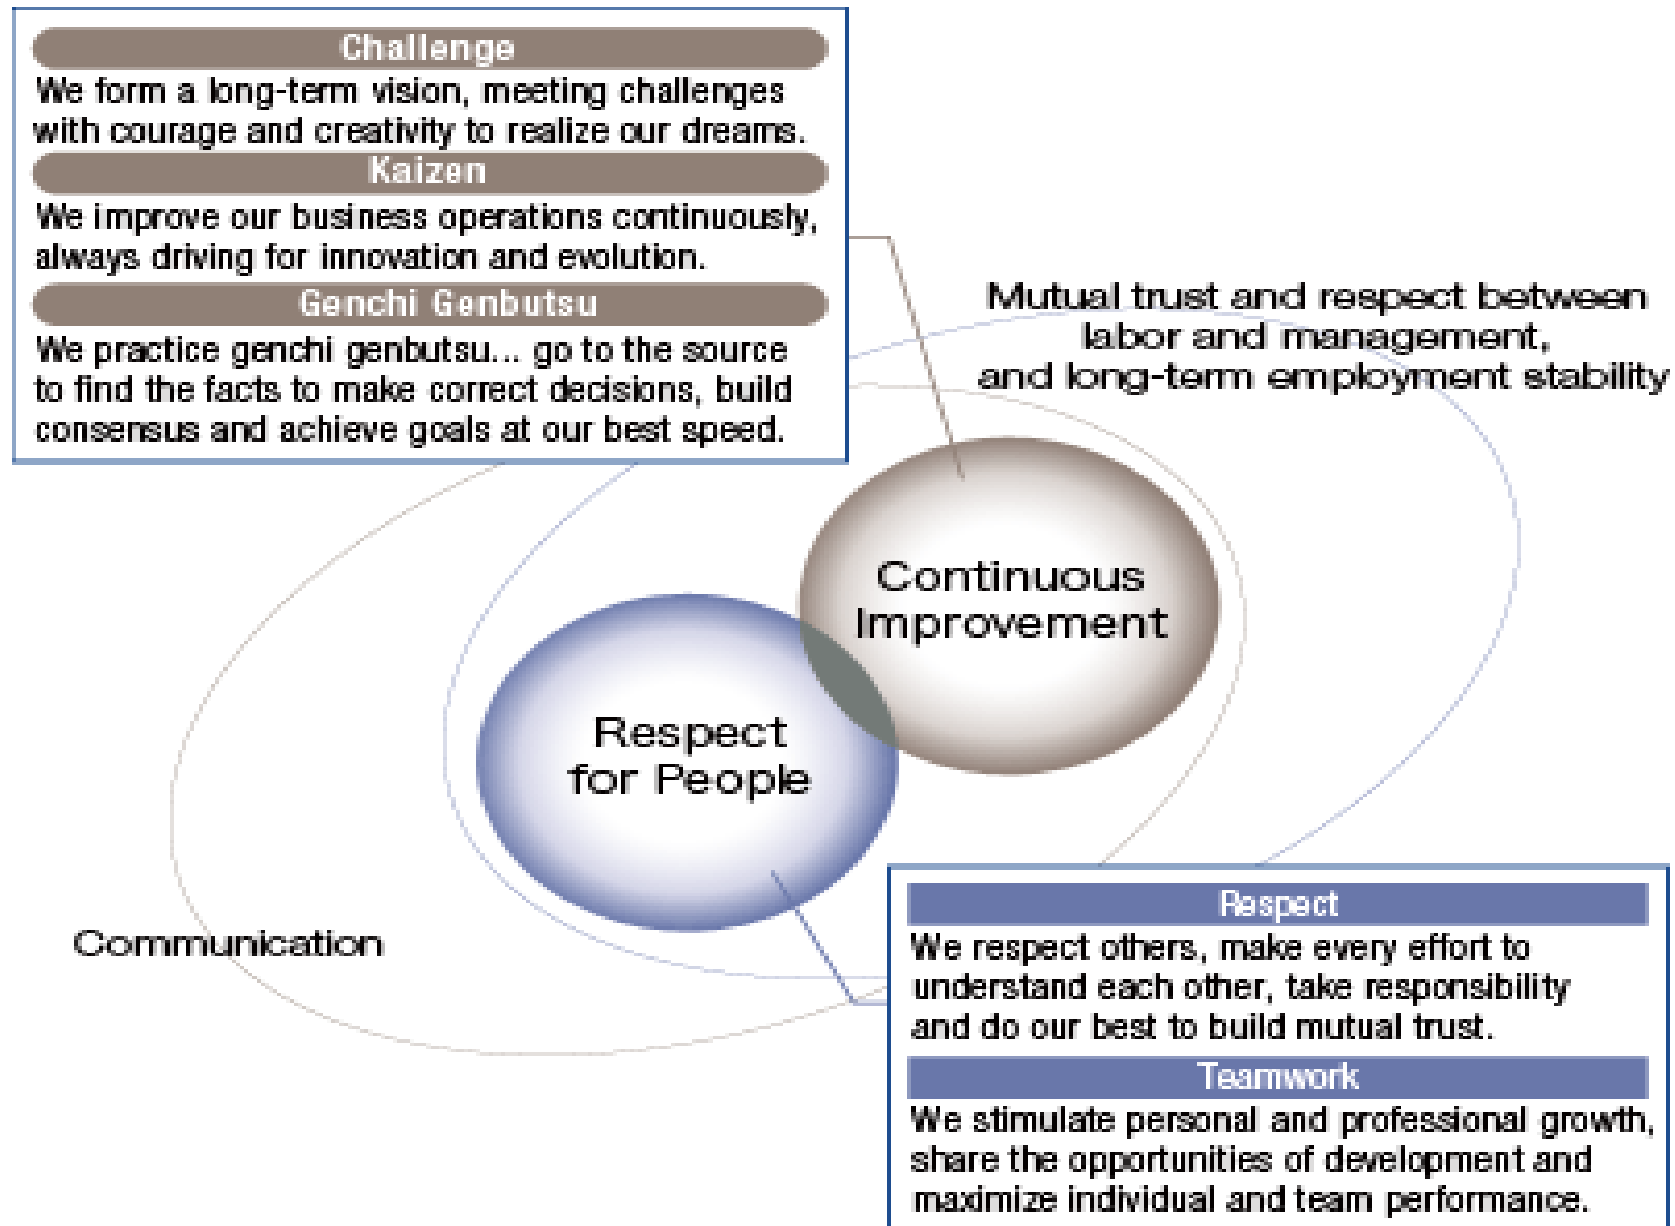 Challenge
We form a long-term vision, meeting challenges
with courage and creativity to realize our dreams.
Kaizen
We improve our business operations continuously,
always driving for innovation and evolution.
Genchi Genbutsu
We practice genchi genbutsu... go to the source
to find the facts to make correct decisions, build
consensus and achieve goals at our best speed.
Mutual trust and respect between
labor and management,
and long-term employment stability
Continuous
Improvement
Respect
for People
Communication
Respect
We respect others, make every effort to
understand each other, take responsibility
and do our best to build mutual trust.
Teamwork
We stimulate personal and professional growth,
share the opportunities of development and
maximize individual and team performance.